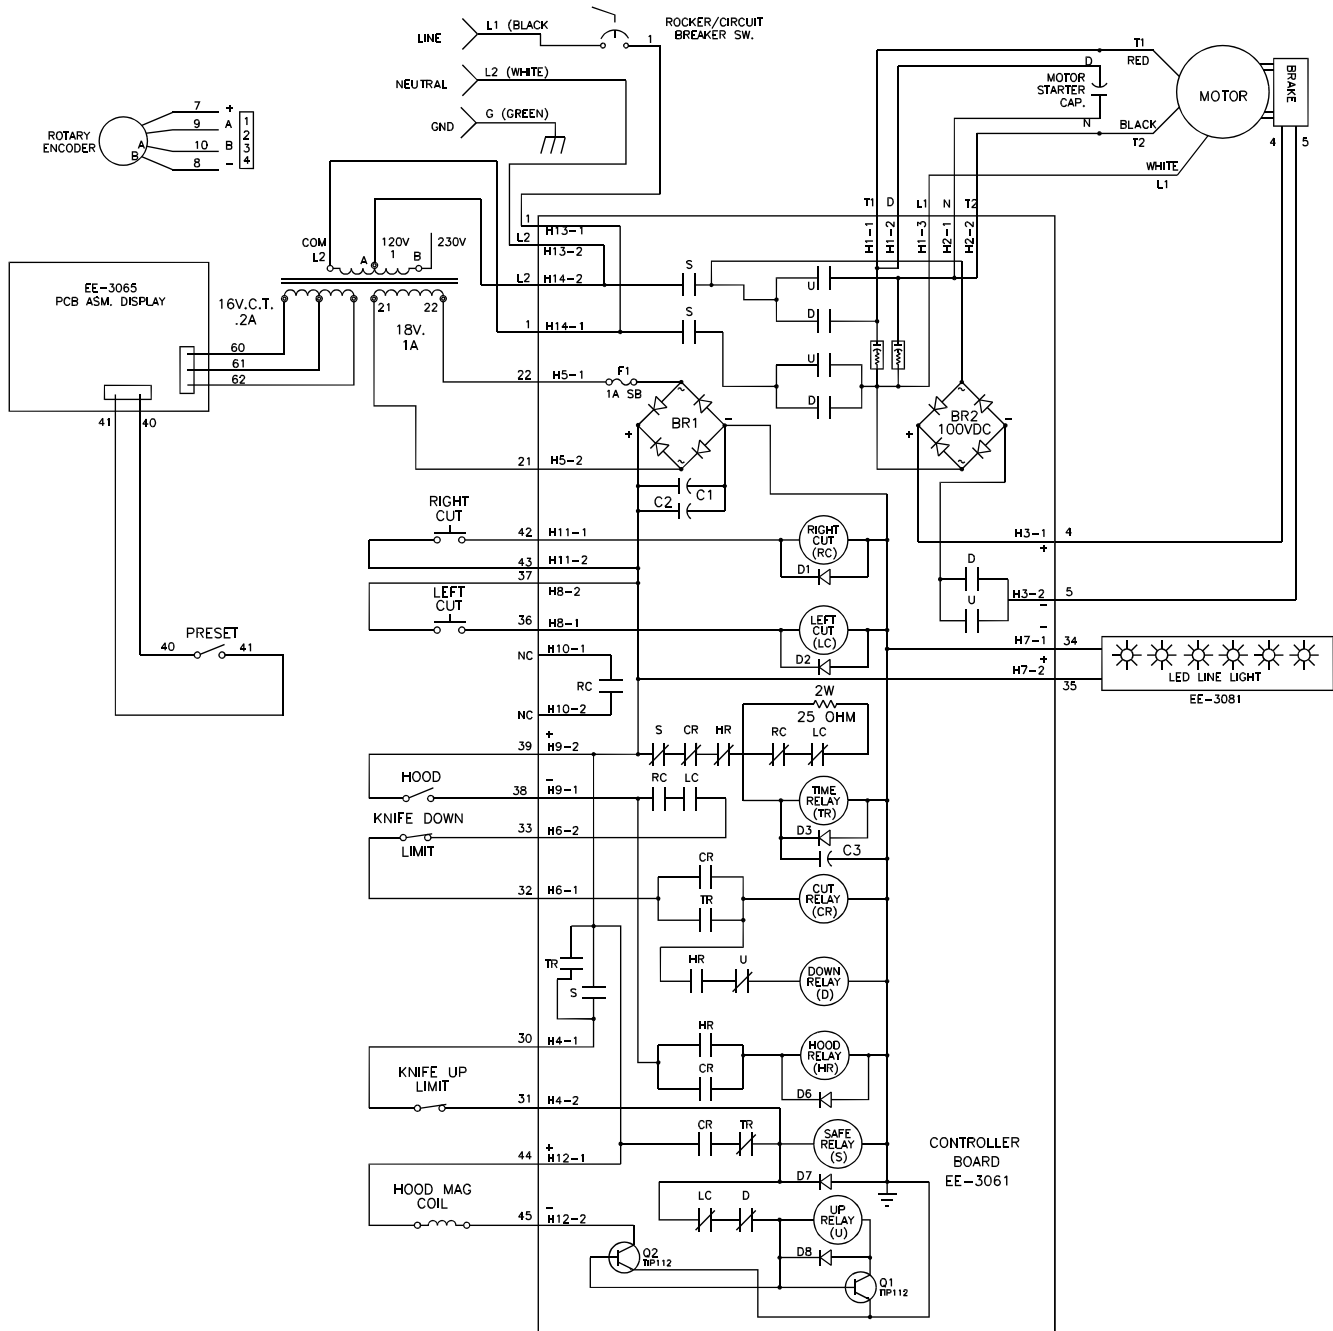 LINE
L1 (BLACK
ROCKER/CIRCUIT
BREAKER SW.
1
NEUTRAL
L2 (WHITE)
GND
G (GREEN)
T1
RED
D
MOTOR
STARTER
CAP.
N
BLACK
T2
MOTOR
BRAKE
4
5
WHITE
L1
ROTARY
ENCODER
A
B
7
+
9
A
10
B
8
-
1
2
3
4
T1
D
L1
N
T2
H1-1
H1-2
H1-3
H2-1
H2-2
COM
L2
A
120V
1
B
230V
1
H13-1
L2
H13-2
L2
H14-2
S
U
D
1
H14-1
S
U
D
EE-3065
PCB ASM. DISPLAY
16V.C.T.
.2A
21
22
18V.
1A
60
61
62
41
40
22
H5-1
F1
1A SB
~
BR1
+
-
~
21
H5-2
~
BR2
100VDC
+
-
~
C1
C2
RIGHT
CUT
42
H11-1
RIGHT
CUT
(RC)
D1
43
H11-2
37
H8-2
LEFT
CUT
36
H8-1
LEFT
CUT
(LC)
D2
H3-1
4
+
D
U
H3-2
5
-
-
H7-1
34
+
H7-2
35
LED LINE LIGHT
EE-3081
PRESET
40
41
NC
H10-1
RC
NC
H10-2
2W
25 OHM
39
+
H9-2
S
CR
HR
RC
LC
HOOD
38
-
H9-1
RC
LC
TIME
RELAY
(TR)
D3
C3
KNIFE DOWN
LIMIT
33
H6-2
32
H6-1
CR
TR
CUT
RELAY
(CR)
TR
S
HR
U
DOWN
RELAY
(D)
30
H4-1
HR
CR
HOOD
RELAY
(HR)
D6
KNIFE UP
LIMIT
31
H4-2
CR
TR
SAFE
RELAY
(S)
D7
44
+
H12-1
CONTROLLER
BOARD
EE-3061
HOOD MAG
COIL
45
-
H12-2
LC
D
UP
RELAY
(U)
D8
Q2
TIP112
Q1
TIP112